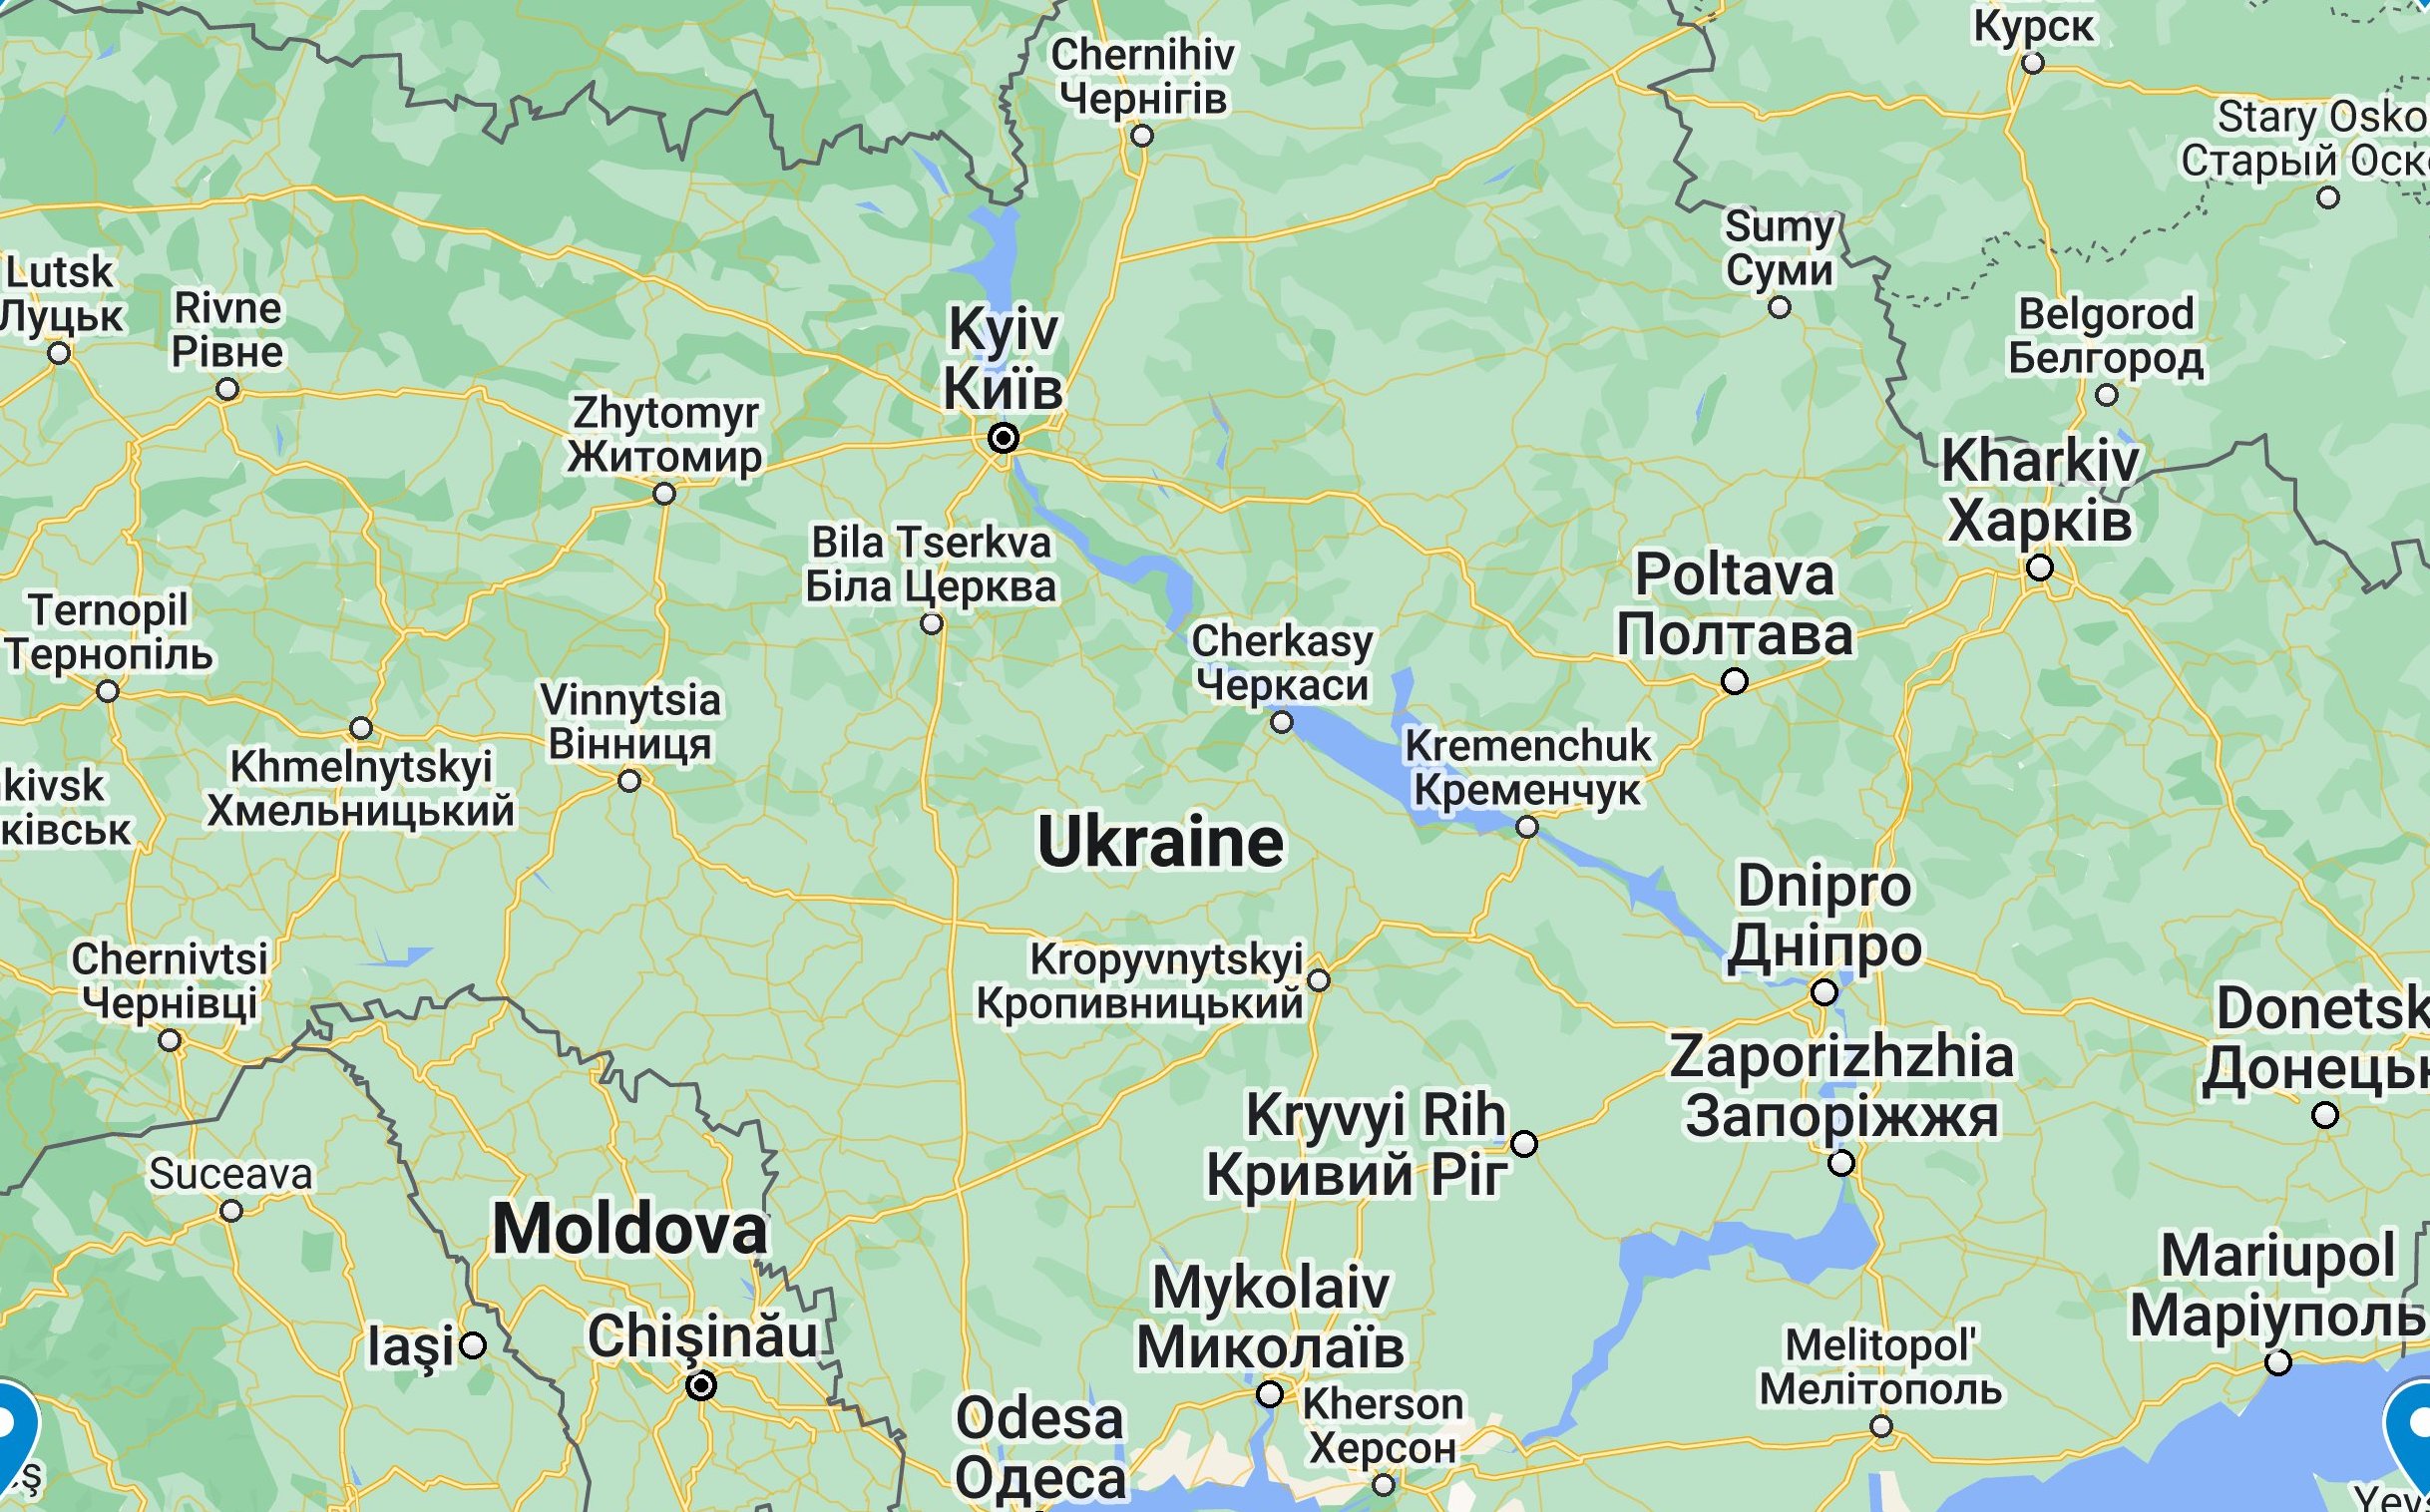 Chernihiv
Чернігів
Курск
Stary Osko
Старый Оск
Sumy
Суми
Lutsk
Луцьк
Rivne
Рівне
Belgorod
Белгород
Kyiv
Київ
Zhytomyr
Житомир
Kharkiv
Харків
Bila Tserkva
Біла Церква
Poltava
Полтава
Ternopil
Тернопіль
Cherkasy
Черкаси
Vinnytsia
Вінниця
Kremenchuk
Кременчук
Khmelnytskyi
Хмельницький
kivsk
ківськ
Ukraine
Dnipro
Дніпро
Chernivtsi
Чернівці
Kropyvnytskyi
Кропивницький
Donetsk
Донецьк
Zaporizhzhia
Запоріжжя
Kryvyi Rih
Кривий Ріг
Suceava
Moldova
Mariupol
Маріуполь
Mykolaiv
Миколаїв
Iaşi
Chişinău
Melitopol'
Мелітополь
Kherson
Херсон
Odesa
Одеса